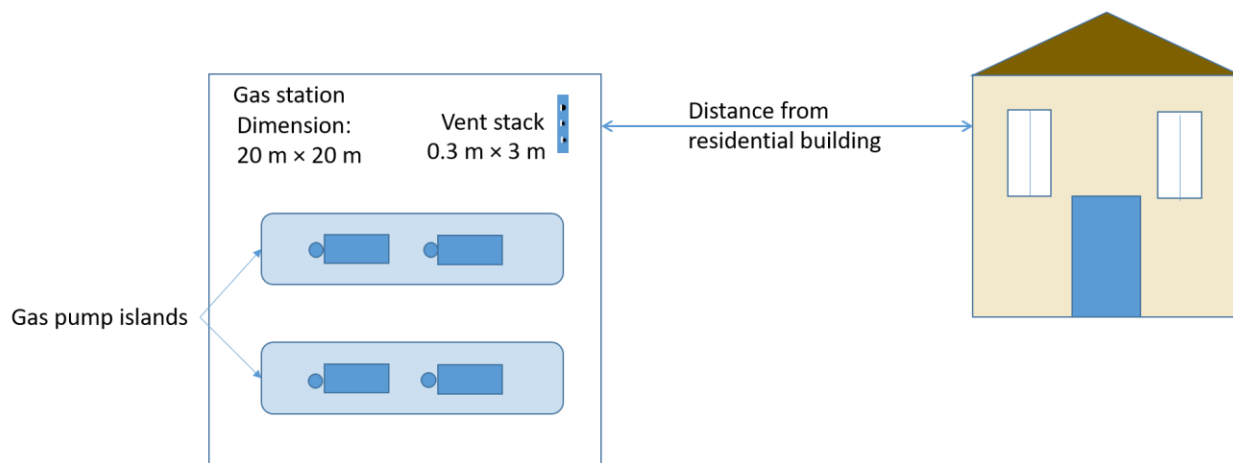 Gas station
Dimension:
20 m × 20 m
Vent stack
0.3 m × 3 m
Distance from
residential building
Gas pump islands